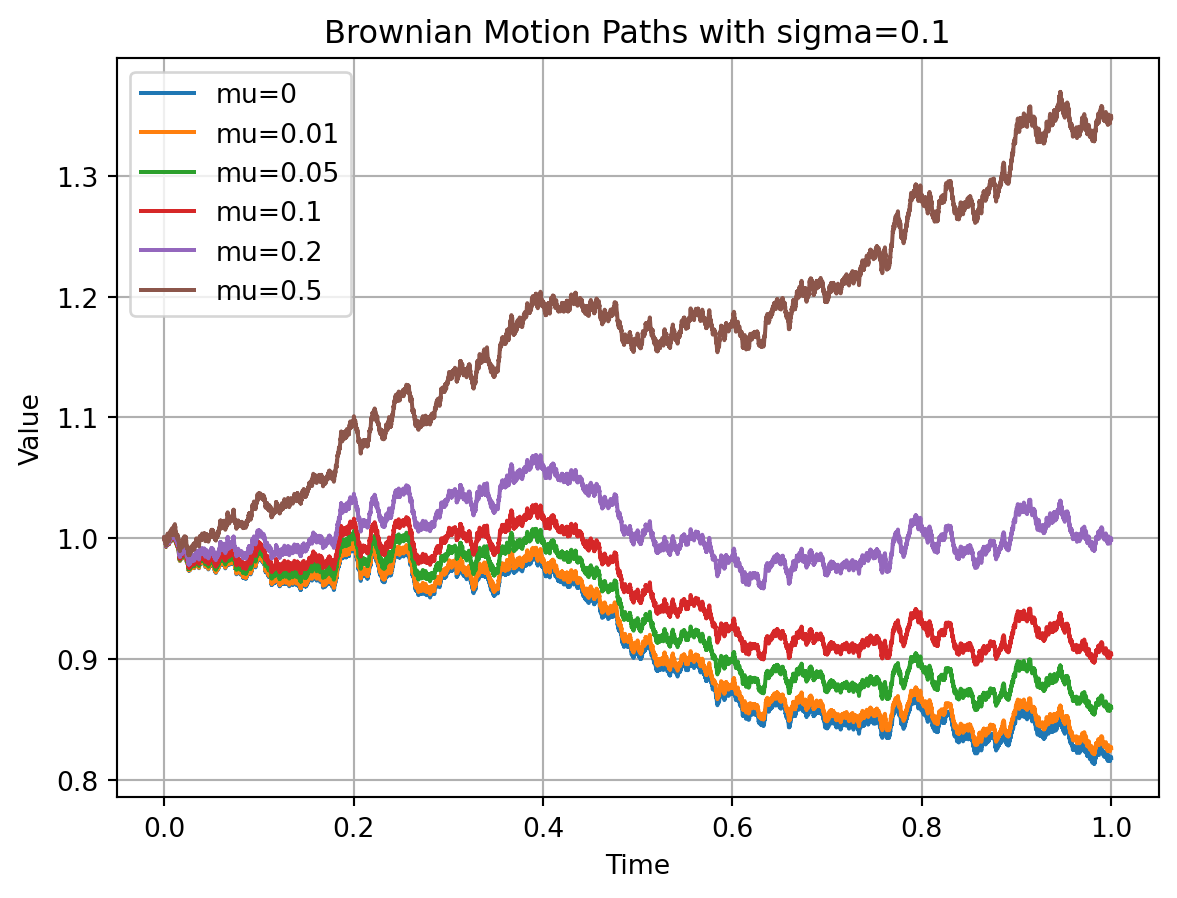 Brownian Motion Paths with sigma=0.1
mu=0
mu=0.01
mu=0.05
mu=0.1
mu=0.2
mu=0.5
1.3
1.2
1.1
1.0
0.9
0.8
Value
0.0 0.2 0.4 0.6 0.8 1.0
Time